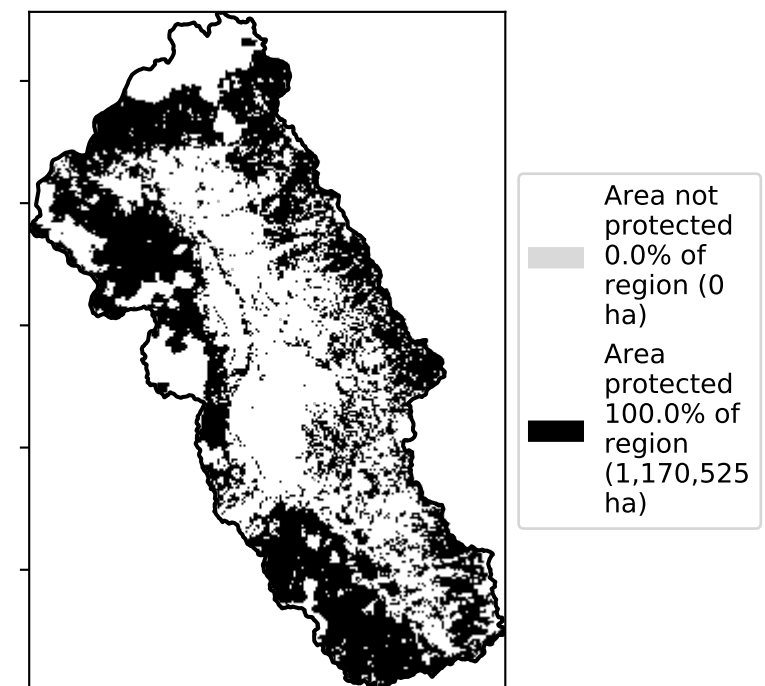 Area not
protected
0.0% of
region (0
ha)
Area
protected
100.0% of
region
(1,170,525
ha)